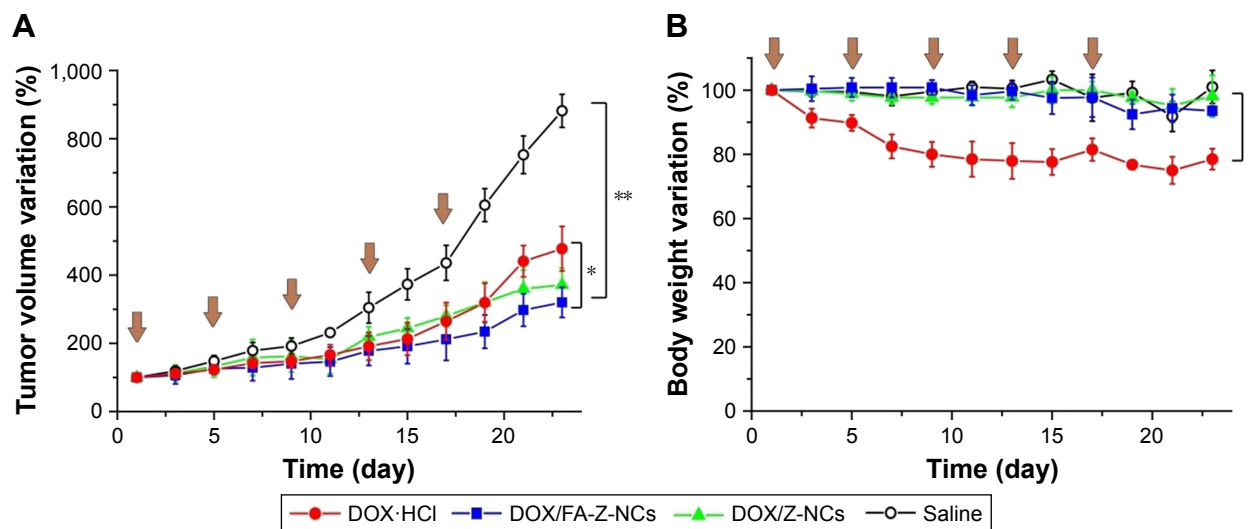 A
B
Tumor volume variation (%)
1,000
800
600
400
200
0
0 5 10 15 20
Time (day)
**
*
Body weight variation (%)
100
80
60
40
20
0
0 5 10 15 20
Time (day)
DOX·HCl DOX/FA-Z-NCs DOX/Z-NCs Saline